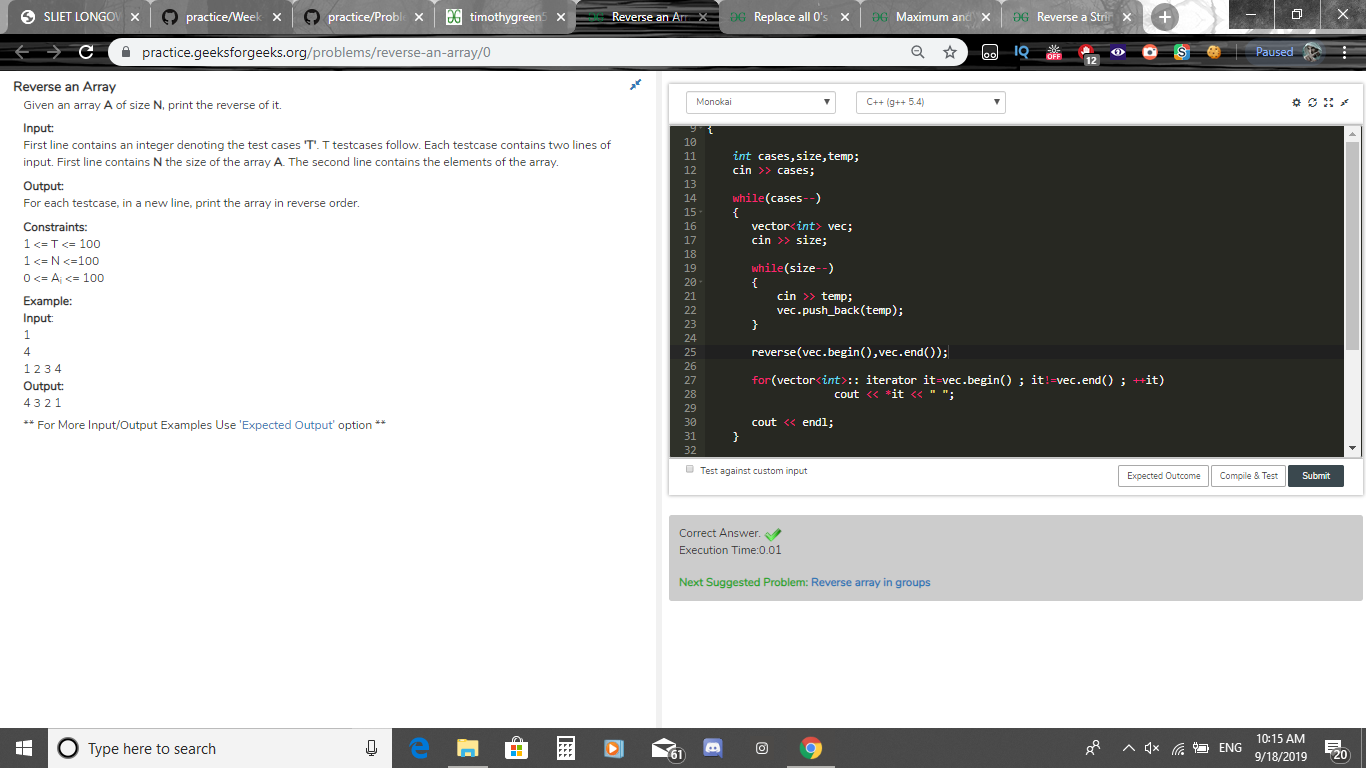 SLIET LONGOW
practice/Week
practice/Probl
timothygreenS
Reverse an Arr
Replace all 0's
Maximum and
Reverse a Stri
practice.geeksforgeeks.org/problems/reverse-an-array/0
IQ
OFF
12
S
Paused
Reverse an Array
Given an array A of size N, print the reverse of it.
Input:
First line contains an integer denoting the test cases 'T'. T testcases follow. Each testcase contains two lines of
input. First line contains N the size of the array A. The second line contains the elements of the array.
Output:
For each testcase, in a new line, print the array in reverse order.
Constraints:
1 <= T <= 100
1 <= N <=100
0 <= Ai <= 100
Example:
Input:
1
4
1 2 3 4
Output:
4 3 2 1
** For More Input/Output Examples Use 'Expected Output' option **
Monokai
C++ (g++ 5.4)
9 {
10
11 int cases,size,temp;
12 cin >> cases;
13
14 while(cases--)
15 {
16 vector<int> vec;
17 cin >> size;
18
19 while(size--)
20 {
21 cin >> temp;
22 vec.push_back(temp);
23 }
24
25 reverse(vec.begin(),vec.end());
26
27 for(vector<int>:: iterator it=vec.begin() ; it!=vec.end() ; ++it)
28 cout << *it << " ";
29
30 cout << endl;
31 }
32
Test against custom input
Expected Outcome
Compile & Test
Submit
Correct Answer.
Execution Time:0.01
Next Suggested Problem: Reverse array in groups
Type here to search
61
ENG
10:15 AM
9/18/2019
20